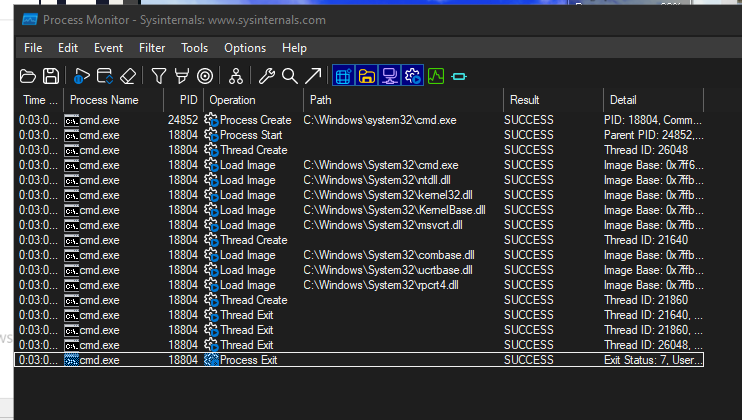 Process Monitor - Sysinternals: www.sysinternals.com
File Edit Event Filter Tools Options Help
Time ... Process Name PID Operation Path Result Detail
0:03:0... cmd.exe 24852 Process Create C:\Windows\system32\cmd.exe SUCCESS PID: 18804, Comm...
0:03:0... cmd.exe 18804 Process Start SUCCESS Parent PID: 24852,...
0:03:0... cmd.exe 18804 Thread Create SUCCESS Thread ID: 26048
0:03:0... cmd.exe 18804 Load Image C:\Windows\System32\cmd.exe SUCCESS Image Base: 0x7ff6...
0:03:0... cmd.exe 18804 Load Image C:\Windows\System32\ntdll.dll SUCCESS Image Base: 0x7ffb...
0:03:0... cmd.exe 18804 Load Image C:\Windows\System32\kernel32.dll SUCCESS Image Base: 0x7ffb...
0:03:0... cmd.exe 18804 Load Image C:\Windows\System32\KernelBase.dll SUCCESS Image Base: 0x7ffb...
0:03:0... cmd.exe 18804 Load Image C:\Windows\System32\msvcrt.dll SUCCESS Image Base: 0x7ffb...
0:03:0... cmd.exe 18804 Thread Create SUCCESS Thread ID: 21640
0:03:0... cmd.exe 18804 Load Image C:\Windows\System32\combase.dll SUCCESS Image Base: 0x7ffb...
0:03:0... cmd.exe 18804 Load Image C:\Windows\System32\ucrtbase.dll SUCCESS Image Base: 0x7ffb...
0:03:0... cmd.exe 18804 Load Image C:\Windows\System32\rpcrt4.dll SUCCESS Image Base: 0x7ffb...
0:03:0... cmd.exe 18804 Thread Create SUCCESS Thread ID: 21860
0:03:0... cmd.exe 18804 Thread Exit SUCCESS Thread ID: 21640, ...
0:03:0... cmd.exe 18804 Thread Exit SUCCESS Thread ID: 21860, ...
0:03:0... cmd.exe 18804 Thread Exit SUCCESS Thread ID: 26048, ...
0:03:0... cmd.exe 18804 Process Exit SUCCESS Exit Status: 7, User...